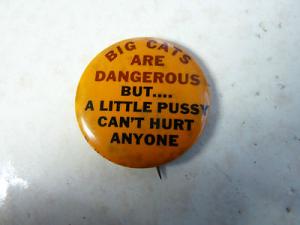 BIG CATS
ARE
DANGEROUS
BUT....
A LITTLE PUSSY
CAN'T HURT
ANYONE